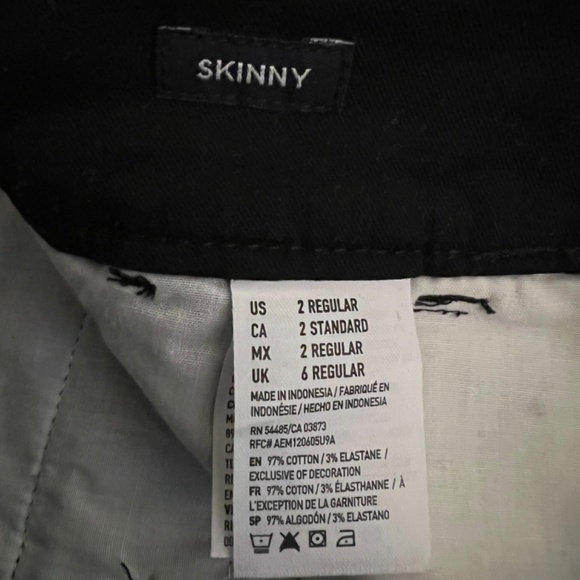 SKINNY
US 2 REGULAR
CA 2 STANDARD
MX 2 REGULAR
UK 6 REGULAR
MADE IN INDONESIA / FABRIQUÉ EN
INDONÉSIE / HECHO EN INDONESIA
RN 54485/CA 03873
RFC# AEM120605U9A
EN 97% COTTON / 3% ELASTANE /
EXCLUSIVE OF DECORATION
FR 97% COTON / 3% ÉLASTHANNE / À
L'EXCEPTION DE LA GARNITURE
SP 97% ALGODÓN / 3% ELASTANO